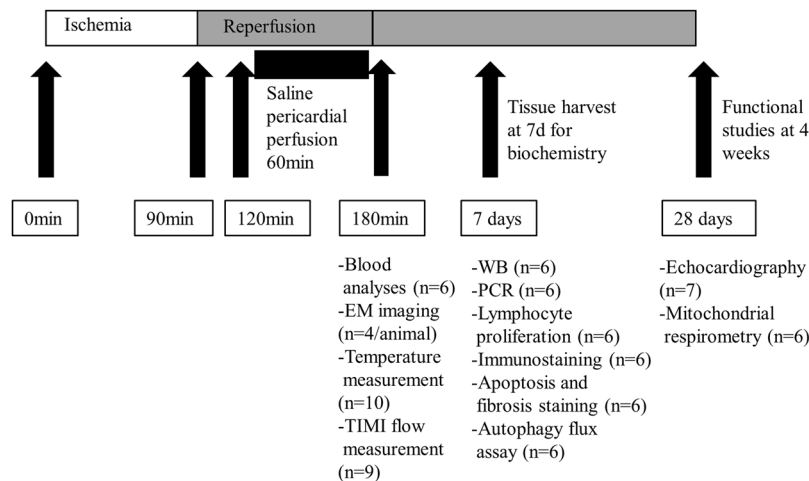 Ischemia
Reperfusion
Saline
pericardial
perfusion
60min
Tissue harvest
at 7d for
biochemistry
Functional
studies at 4
weeks
0min
90min
120min
180min
7 days
28 days
-Blood
analyses (n=6)
-EM imaging
(n=4/animal)
-Temperature
measurement
(n=10)
-TIMI flow
measurement
(n=9)
-WB (n=6)
-PCR (n=6)
-Lymphocyte
proliferation (n=6)
-Immunostaining (n=6)
-Apoptosis and
fibrosis staining (n=6)
-Autophagy flux
assay (n=6)
-Echocardiography
(n=7)
-Mitochondrial
respirometry (n=6)